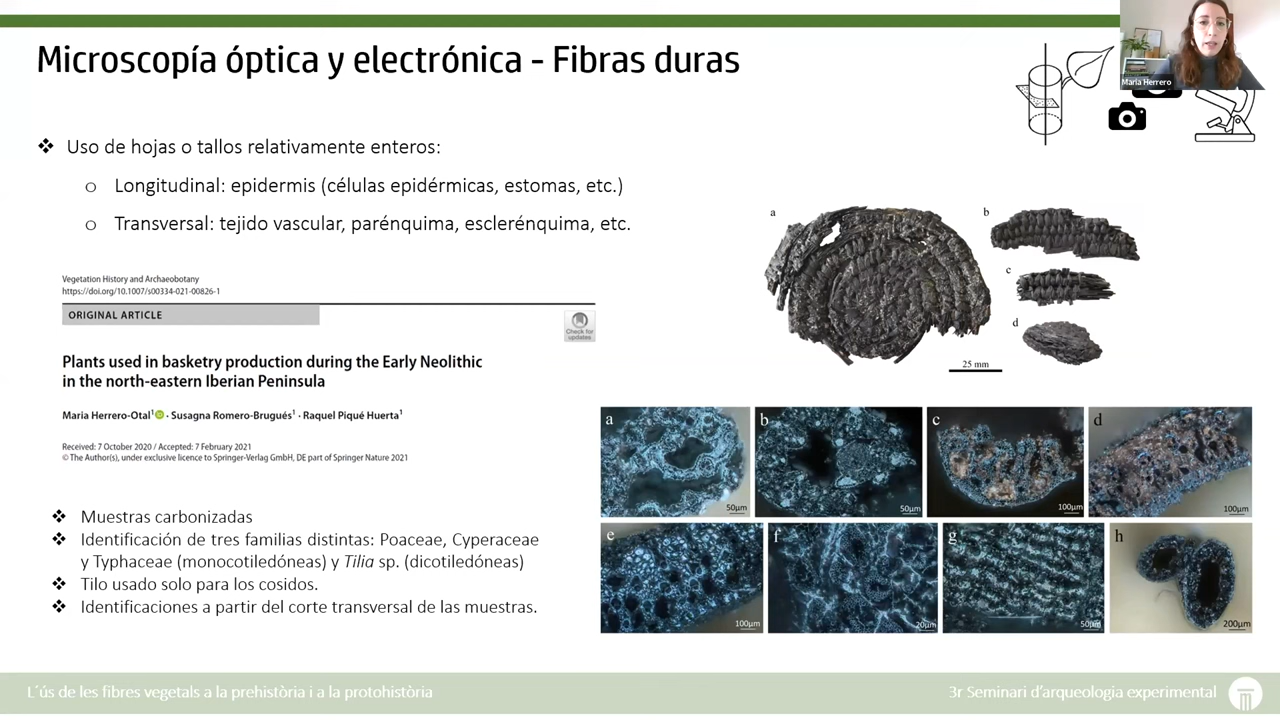 Microscopía óptica y electrónica - Fibras duras
Maria Herrero
❖ Uso de hojas o tallos relativamente enteros:
o Longitudinal: epidermis (células epidérmicas, estomas, etc.)
o Transversal: tejido vascular, parénquima, esclerénquima, etc.
a
b
c
d
25 mm
Vegetation History and Archaeobotany
https://doi.org/10.1007/s00334-021-00826-1
ORIGINAL ARTICLE
Check for
updates
Plants used in basketry production during the Early Neolithic
in the north-eastern Iberian Peninsula
Maria Herrero-Otal¹ · Susagna Romero-Brugués¹ · Raquel Piqué Huerta¹
Received: 7 October 2020 / Accepted: 7 February 2021
© The Author(s), under exclusive licence to Springer-Verlag GmbH, DE part of Springer Nature 2021
❖ Muestras carbonizadas
❖ Identificación de tres familias distintas: Poaceae, Cyperaceae
y Typhaceae (monocotiledóneas) y Tilia sp. (dicotiledóneas)
❖ Tilo usado solo para los cosidos.
❖ Identificaciones a partir del corte transversal de las muestras.
a
50µm
b
50µm
c
100µm
d
100µm
e
100µm
f
20µm
g
50µm
h
200µm
L´ús de les fibres vegetals a la prehistòria i a la protohistòria
3r Seminari d'arqueologia experimental